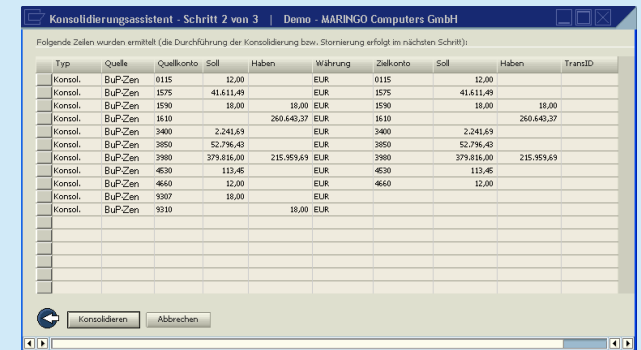 Konsolidierungsassistent - Schritt 2 von 3 | Demo - MARINGO Computers GmbH
Folgende Zeilen wurden ermittelt (die Durchführung der Konsolidierung bzw. Stornierung erfolgt im nächsten Schritt):
Typ Quelle Quellkonto Soll Haben Währung Zielkonto Soll Haben TransID
Konsol. BuP-Zen 0115 12,00 EUR 0115 12,00
Konsol. BuP-Zen 1575 41.611,49 EUR 1575 41.611,49
Konsol. BuP-Zen 1590 18,00 18,00 EUR 1590 18,00 18,00
Konsol. BuP-Zen 1610 260.643,37 EUR 1610 260.643,37
Konsol. BuP-Zen 3400 2.241,69 EUR 3400 2.241,69
Konsol. BuP-Zen 3850 52.796,43 EUR 3850 52.796,43
Konsol. BuP-Zen 3980 379.816,00 215.959,69 EUR 3980 379.816,00 215.959,69
Konsol. BuP-Zen 4530 113,45 EUR 4530 113,45
Konsol. BuP-Zen 4660 12,00 EUR 4660 12,00
Konsol. BuP-Zen 9307 18,00 EUR
Konsol. BuP-Zen 9310 18,00 EUR
Konsolidieren Abbrechen